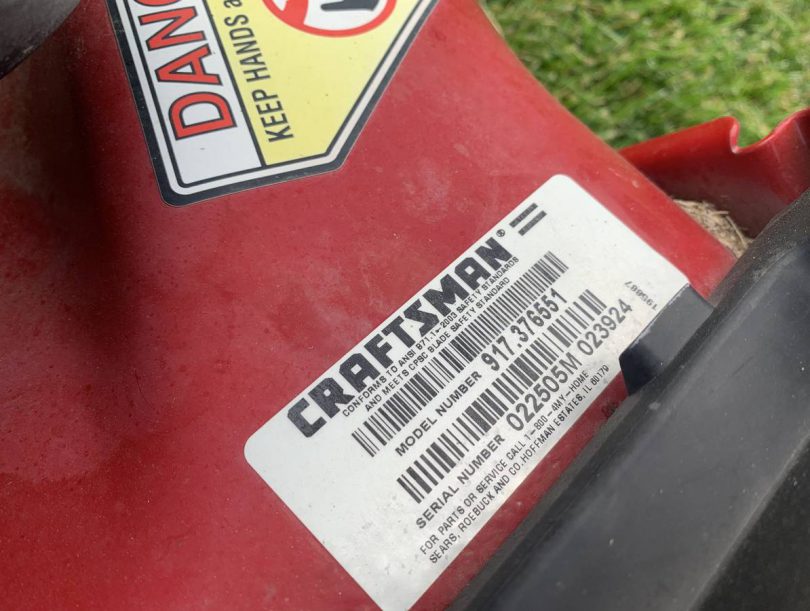 DANG
KEEP HANDS a
CRAFTSMAN®
CONFORMS TO ANSI B71.1-2003 SAFETY STANDARDS
AND MEETS CPSC BLADE SAFETY STANDARD
MODEL NUMBER 917.376551
SERIAL NUMBER 022505M 023924
FOR PARTS OR SERVICE CALL 1-800-4MY-HOME
SEARS, ROEBUCK AND CO. HOFFMAN ESTATES, IL 60179